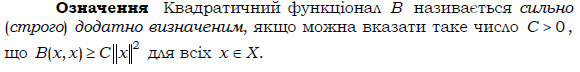 Означення Квадратичний функціонал B називається сильно
(строго) додатно визначеним, якщо можна вказати таке число C > 0,
що B(x, x) ≥ C‖x‖² для всіх x ∈ X.